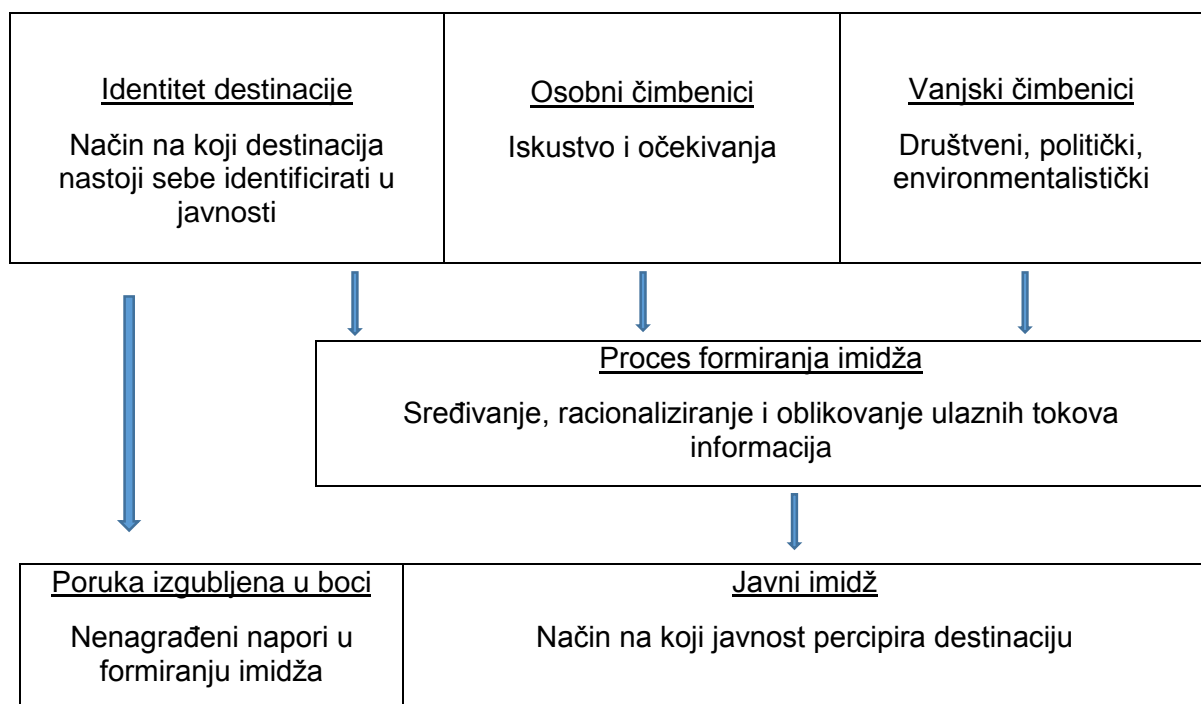 Identitet destinacije
Način na koji destinacija
nastoji sebe identificirati u
javnosti
Osobni čimbenici
Iskustvo i očekivanja
Vanjski čimbenici
Društveni, politički,
environmentalistički
Proces formiranja imidža
Sređivanje, racionaliziranje i oblikovanje ulaznih tokova
informacija
Poruka izgubljena u boci
Nenagrađeni napori u
formiranju imidža
Javni imidž
Način na koji javnost percipira destinaciju